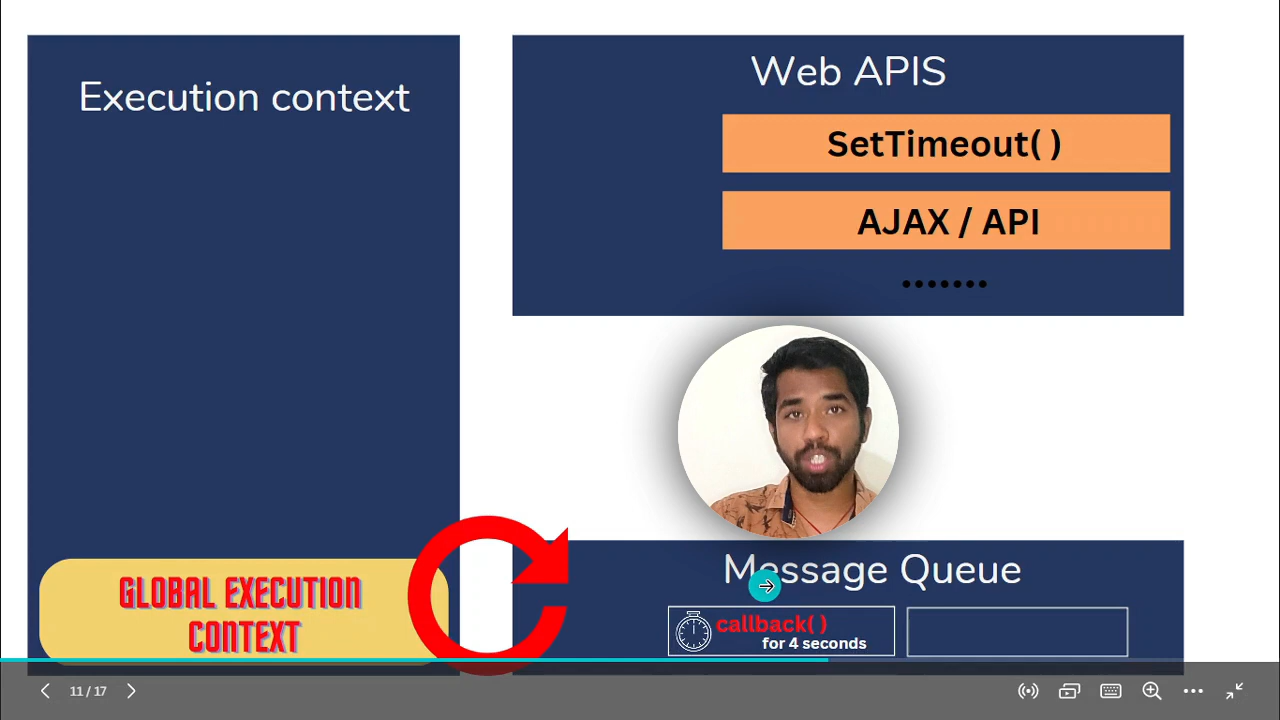 Execution context
GLOBAL EXECUTION
CONTEXT
Web APIS
SetTimeout( )
AJAX / API
.......
Message Queue
callback( )
for 4 seconds
11 / 17